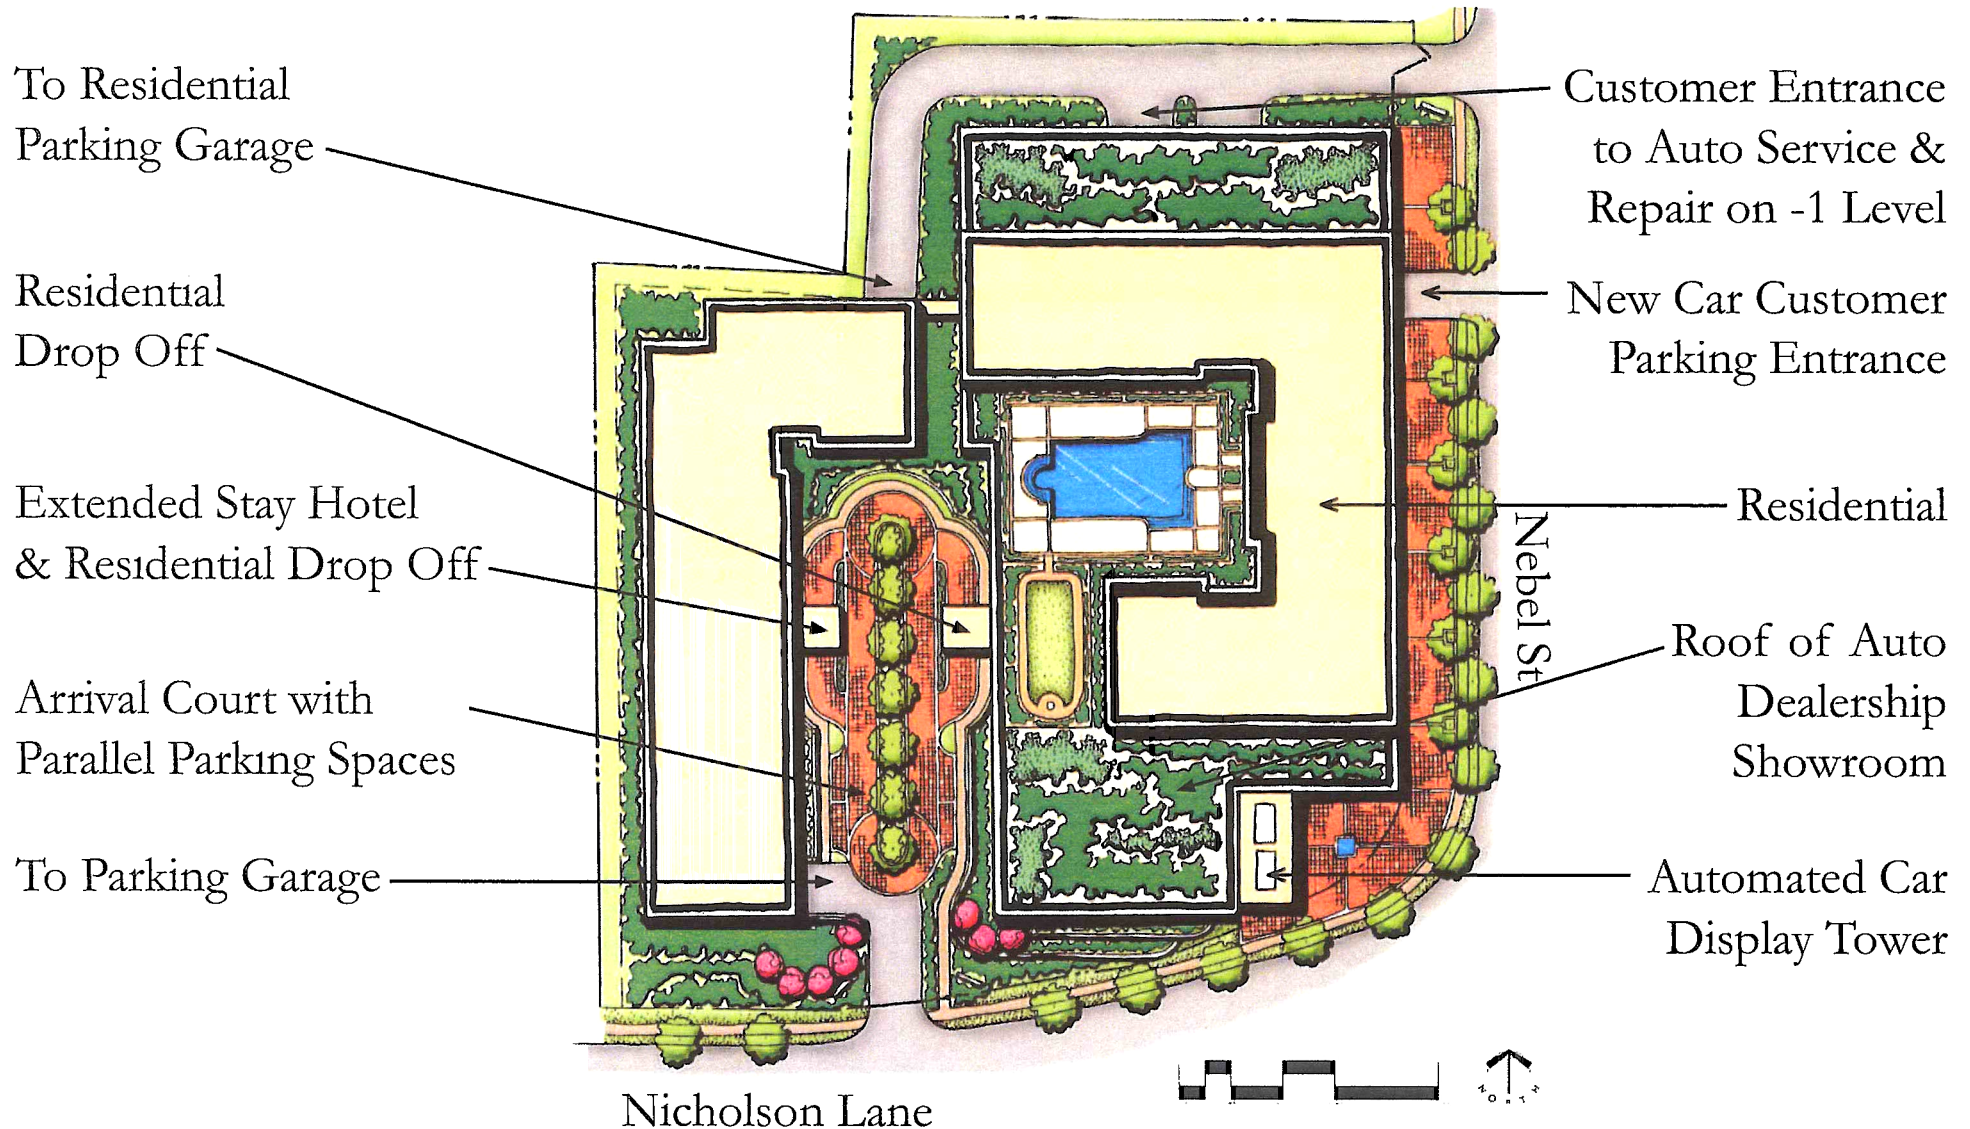 To Residential
Parking Garage
Residential
Drop Off
Extended Stay Hotel
& Residential Drop Off
Arrival Court with
Parallel Parking Spaces
To Parking Garage
Customer Entrance
to Auto Service &
Repair on -1 Level
New Car Customer
Parking Entrance
Residential
Nebel St
Roof of Auto
Dealership
Showroom
Automated Car
Display Tower
Nicholson Lane
NORTH